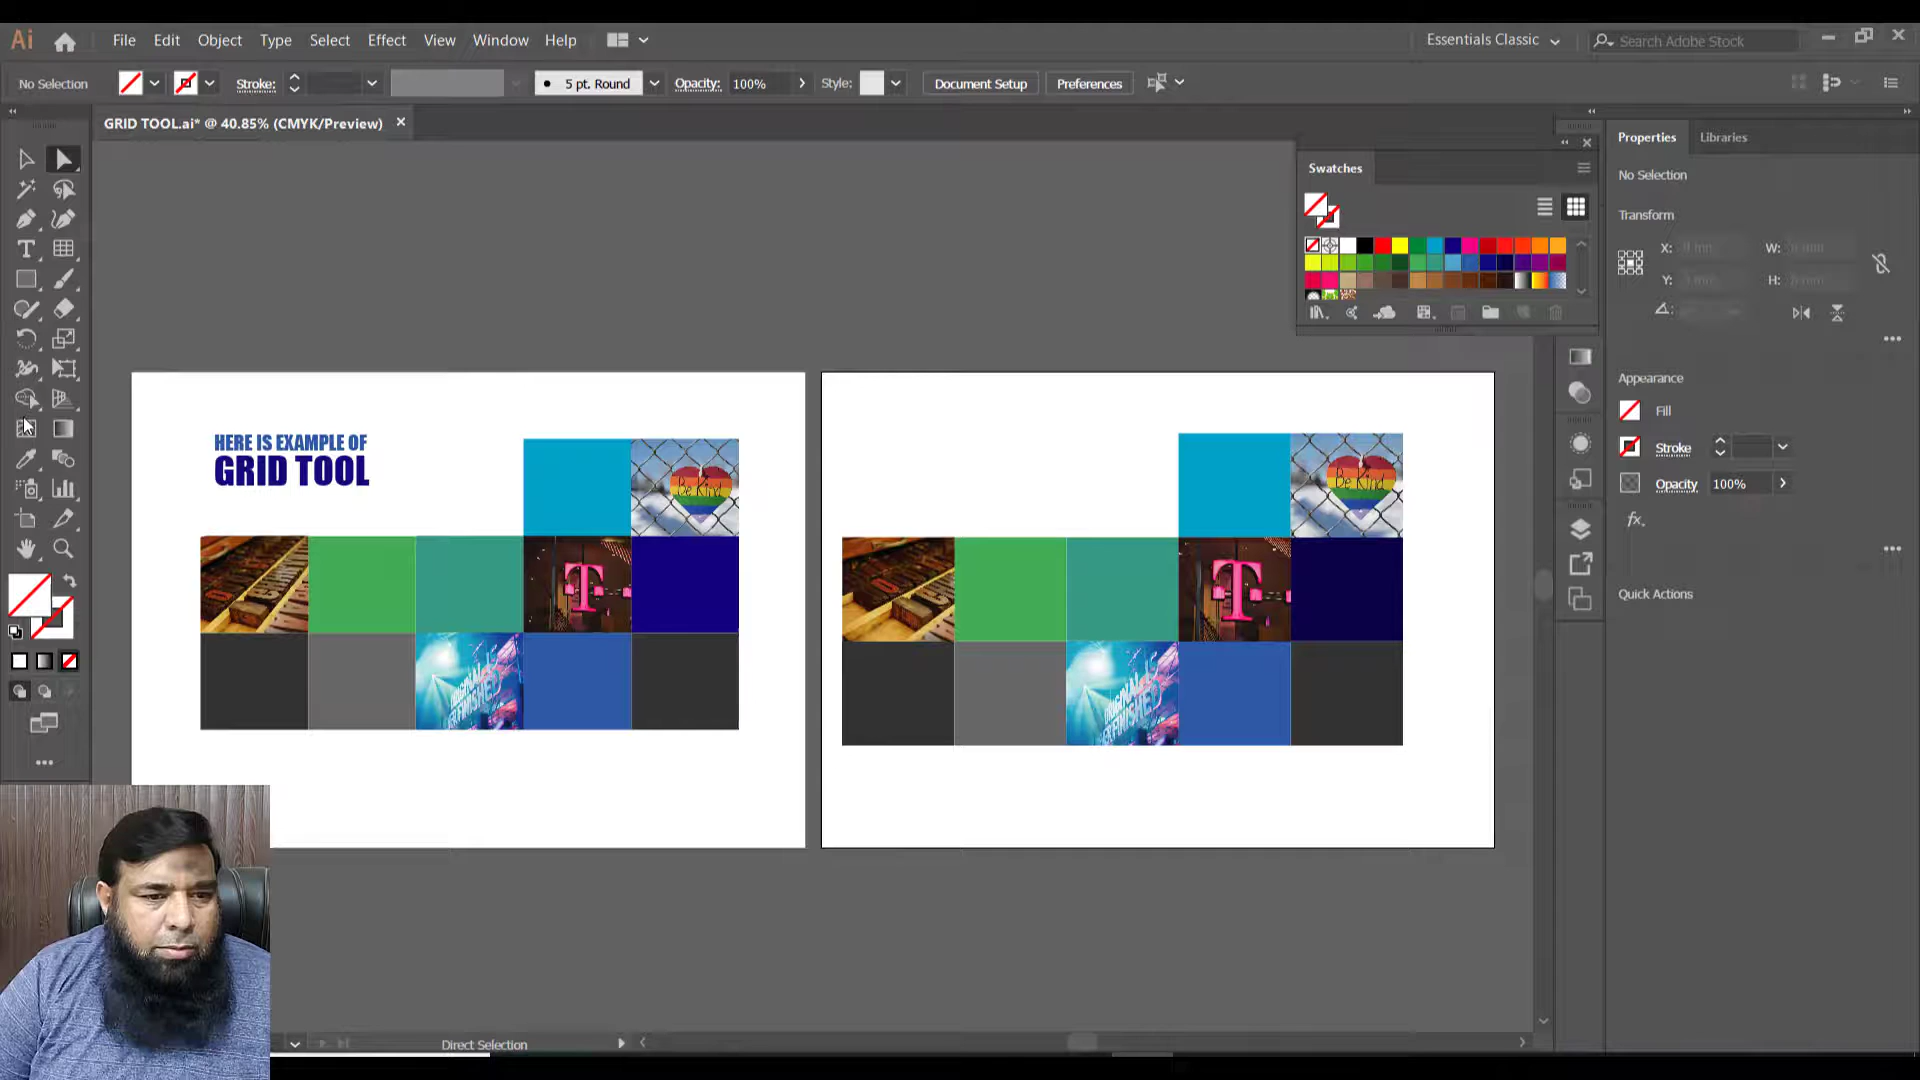 Ai File Edit Object Type Select Effect View Window Help Essentials Classic Search Adobe Stock
No Selection Stroke: 5 pt. Round Opacity: 100% Style: Document Setup Preferences
GRID TOOL.ai* @ 40.85% (CMYK/Preview)
Properties Libraries
Swatches
No Selection
Transform
X: W:
Y: H:
Appearance
Fill
Stroke
Opacity 100%
fx
Quick Actions
HERE IS EXAMPLE OF
GRID TOOL
Be Kind
Be Kind
T
T
Direct Selection